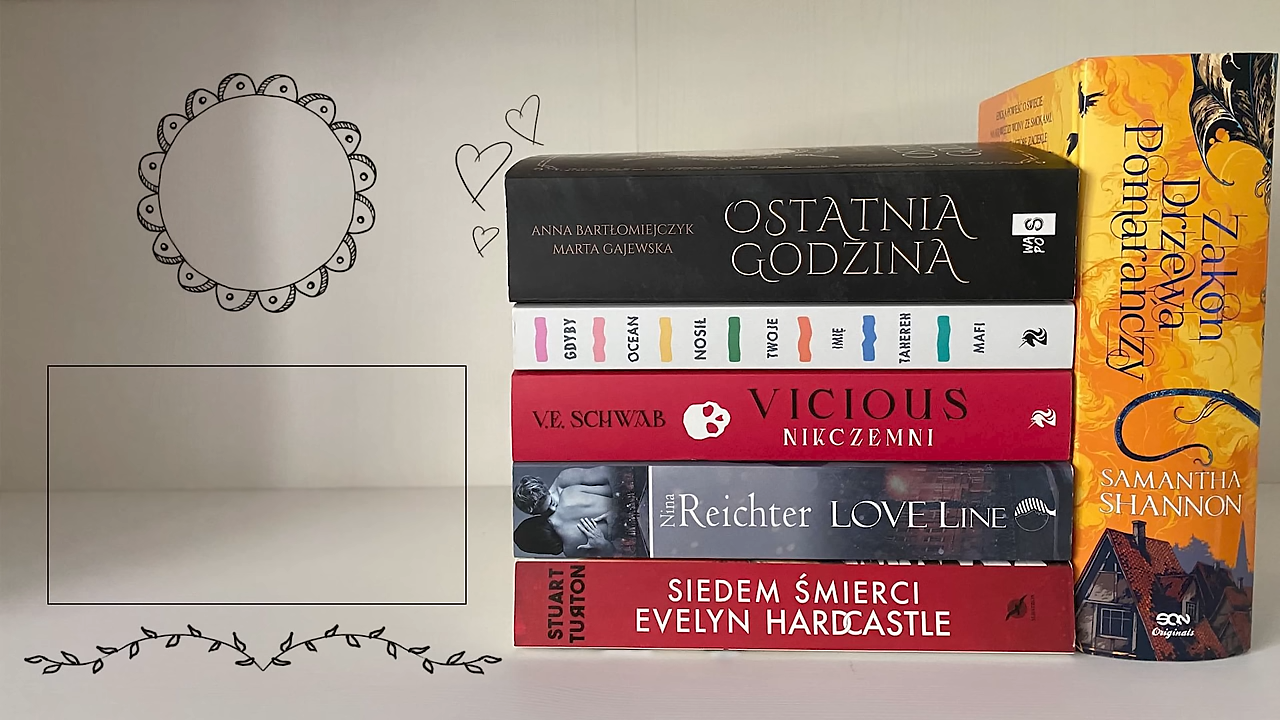 ANNA BARTŁOMIEJCZYK
MARTA GAJEWSKA
OSTATNIA
GODZINA
GDYBY OCEAN NOSIŁ TWOJE IMIĘ TAHEREH MAFI
V.E. SCHWAB
VICIOUS
NIKCZEMNI
Nina
Reichter
LOVE LINE
STUART
TURTON
SIEDEM ŚMIERCI
EVELYN HARDCASTLE
Zakon
Drzewa
Pomarańczy
SAMANTHA
SHANNON
SQN
Originals